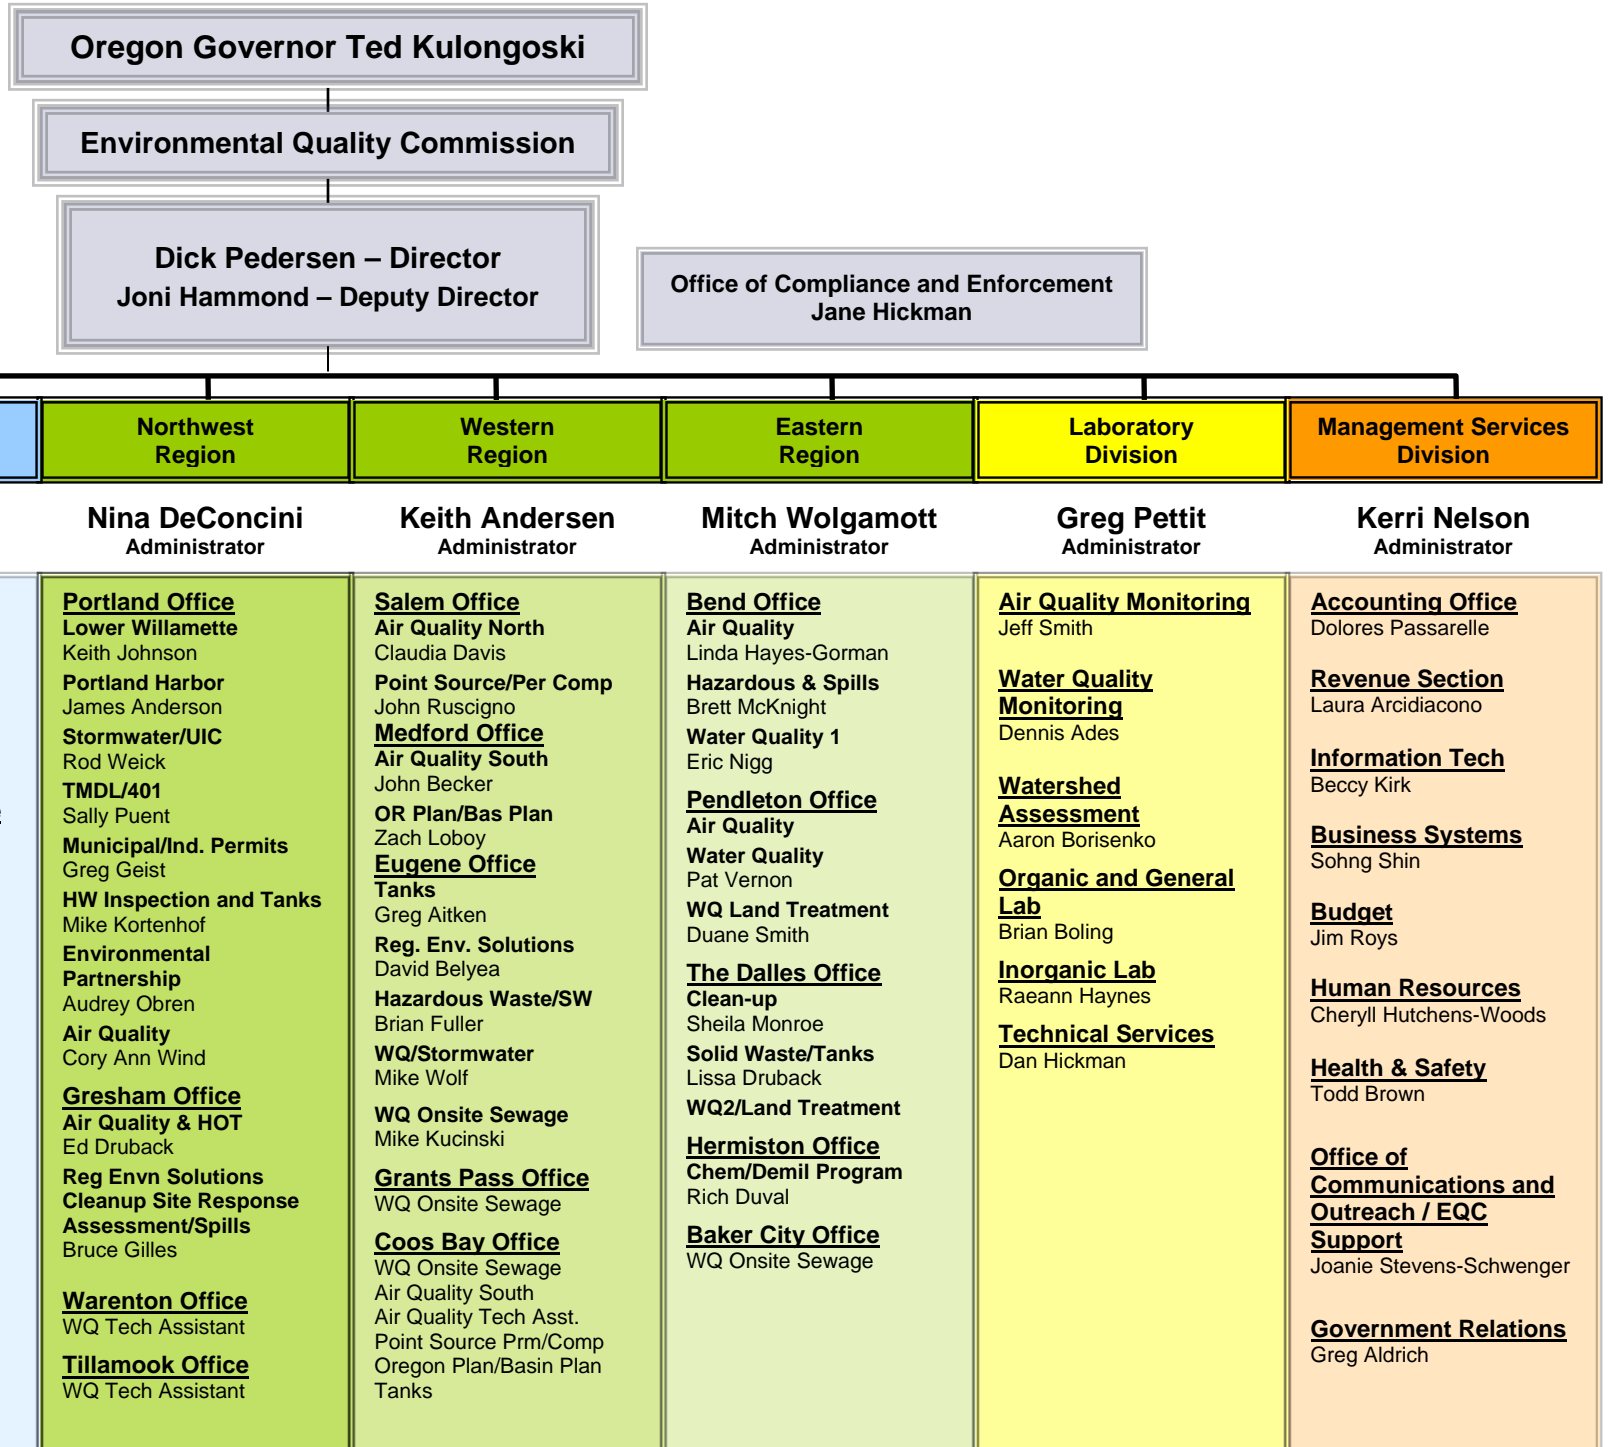 Oregon Governor Ted Kulongoski
Environmental Quality Commission
Dick Pedersen – Director
Joni Hammond – Deputy Director
Office of Compliance and Enforcement
Jane Hickman
Northwest
Region
Nina DeConcini
Administrator
Portland Office
Lower Willamette
Keith Johnson
Portland Harbor
James Anderson
Stormwater/UIC
Rod Weick
TMDL/401
Sally Puent
Municipal/Ind. Permits
Greg Geist
HW Inspection and Tanks
Mike Kortenhof
Environmental
Partnership
Audrey Obren
Air Quality
Cory Ann Wind
Gresham Office
Air Quality & HOT
Ed Druback
Reg Envn Solutions
Cleanup Site Response
Assessment/Spills
Bruce Gilles
Warenton Office
WQ Tech Assistant
Tillamook Office
WQ Tech Assistant
Western
Region
Keith Andersen
Administrator
Salem Office
Air Quality North
Claudia Davis
Point Source/Per Comp
John Ruscigno
Medford Office
Air Quality South
John Becker
OR Plan/Bas Plan
Zach Loboy
Eugene Office
Tanks
Greg Aitken
Reg. Env. Solutions
David Belyea
Hazardous Waste/SW
Brian Fuller
WQ/Stormwater
Mike Wolf
WQ Onsite Sewage
Mike Kucinski
Grants Pass Office
WQ Onsite Sewage
Coos Bay Office
WQ Onsite Sewage
Air Quality South
Air Quality Tech Asst.
Point Source Prm/Comp
Oregon Plan/Basin Plan
Tanks
Eastern
Region
Mitch Wolgamott
Administrator
Bend Office
Air Quality
Linda Hayes-Gorman
Hazardous & Spills
Brett McKnight
Water Quality 1
Eric Nigg
Pendleton Office
Air Quality
Water Quality
Pat Vernon
WQ Land Treatment
Duane Smith
The Dalles Office
Clean-up
Sheila Monroe
Solid Waste/Tanks
Lissa Druback
WQ2/Land Treatment
Hermiston Office
Chem/Demil Program
Rich Duval
Baker City Office
WQ Onsite Sewage
Laboratory
Division
Greg Pettit
Administrator
Air Quality Monitoring
Jeff Smith
Water Quality
Monitoring
Dennis Ades
Watershed
Assessment
Aaron Borisenko
Organic and General
Lab
Brian Boling
Inorganic Lab
Raeann Haynes
Technical Services
Dan Hickman
Management Services
Division
Kerri Nelson
Administrator
Accounting Office
Dolores Passarelle
Revenue Section
Laura Arcidiacono
Information Tech
Beccy Kirk
Business Systems
Sohng Shin
Budget
Jim Roys
Human Resources
Cheryll Hutchens-Woods
Health & Safety
Todd Brown
Office of
Communications and
Outreach / EQC
Support
Joanie Stevens-Schwenger
Government Relations
Greg Aldrich